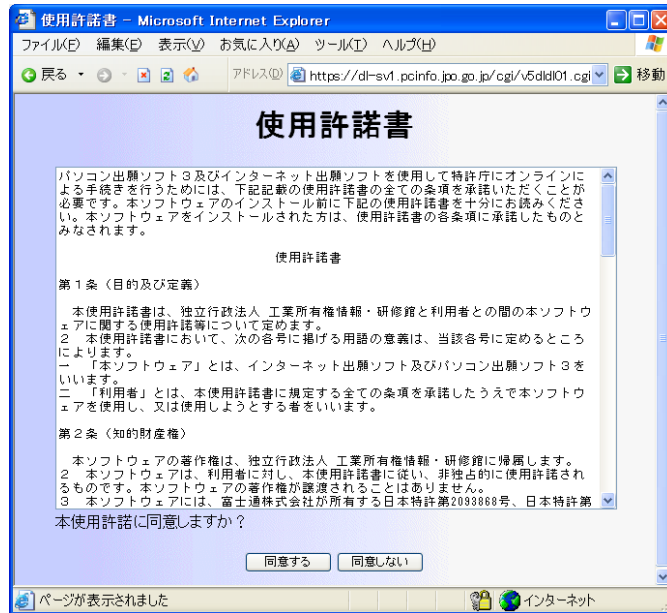 使用許諾書 - Microsoft Internet Explorer
ファイル(F) 編集(E) 表示(V) お気に入り(A) ツール(T) ヘルプ(H)
戻る アドレス(D) https://dl-sv1.pcinfo.jpo.go.jp/cgi/v5dldl01.cgi 移動
使用許諾書
パソコン出願ソフト3及びインターネット出願ソフトを使用して特許庁にオンラインに
よる手続きを行うためには、下記記載の使用許諾書の全ての条項を承諾いただくことが
必要です。本ソフトウェアのインストール前に下記の使用許諾書を十分にお読みくださ
い。本ソフトウェアをインストールされた方は、使用許諾書の各条項に承諾したものと
みなされます。
使用許諾書
第1条(目的及び定義)
本使用許諾書は、独立行政法人 工業所有権情報・研修館と利用者との間の本ソフトウ
ェアに関する使用許諾等について定めます。
2 本使用許諾書において、次の各号に掲げる用語の意義は、当該各号に定めるところ
によります。
一 「本ソフトウェア」とは、インターネット出願ソフト及びパソコン出願ソフト3を
いいます。
二 「利用者」とは、本使用許諾書に規定する全ての条項を承諾したうえで本ソフトウ
ェアを使用し、又は使用しようとする者をいいます。
第2条(知的財産権)
本ソフトウェアの著作権は、独立行政法人 工業所有権情報・研修館に帰属します。
2 本ソフトウェアは、利用者に対し、本使用許諾書に従い、非独占的に使用許諾され
るものです。本ソフトウェアの著作権が譲渡されることはありません。
3 本ソフトウェアには、富士通株式会社が所有する日本特許第2093868号、日本特許第
本使用許諾に同意しますか?
同意する 同意しない
ページが表示されました インターネット